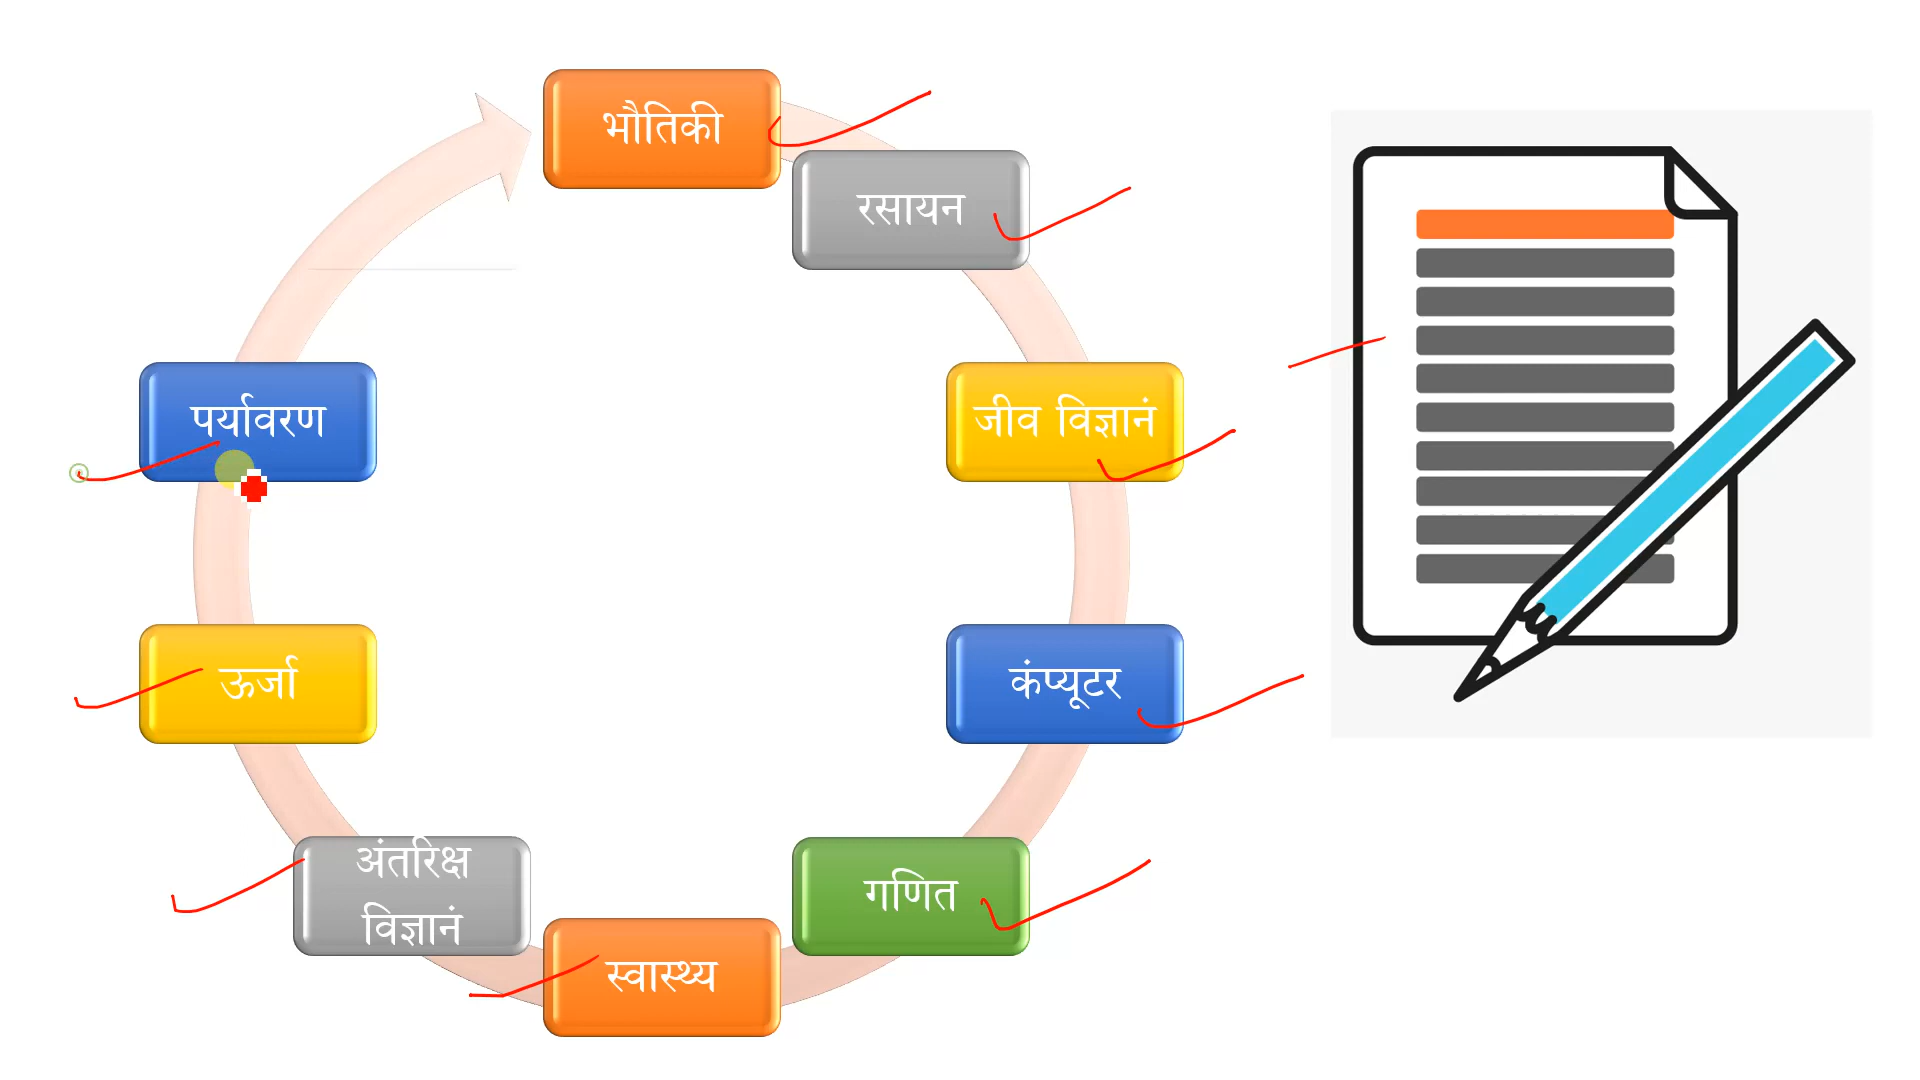 भौतिकी
रसायन
जीव विज्ञानं
कंप्यूटर
गणित
स्वास्थ्य
अंतरिक्ष
विज्ञानं
ऊर्जा
पर्यावरण